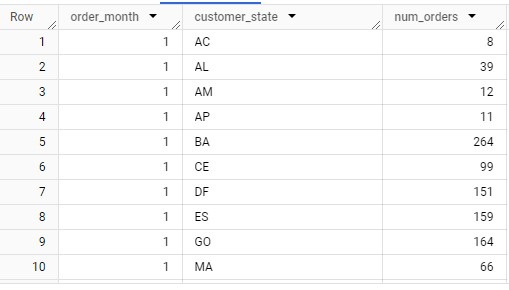 Row order_month customer_state num_orders
1 1 AC 8
2 1 AL 39
3 1 AM 12
4 1 AP 11
5 1 BA 264
6 1 CE 99
7 1 DF 151
8 1 ES 159
9 1 GO 164
10 1 MA 66